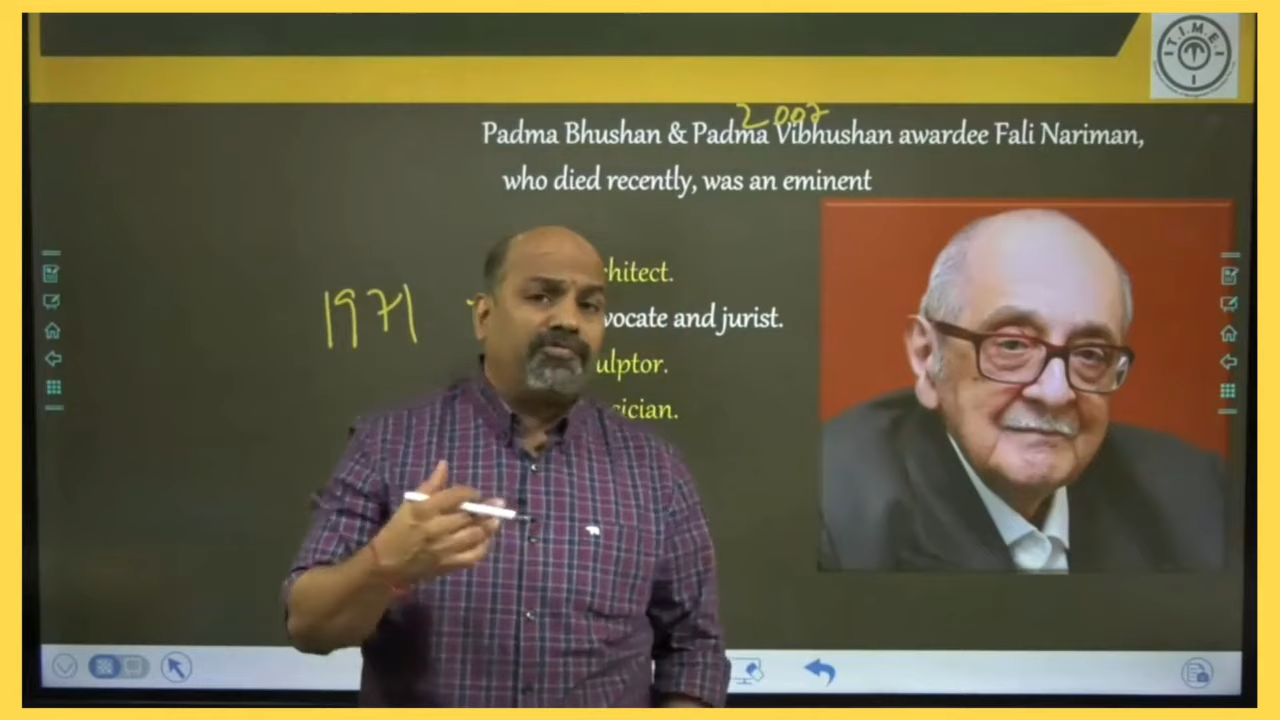 T.I.M.E.
2007
Padma Bhushan & Padma Vibhushan awardee Fali Nariman,
who died recently, was an eminent
chitect.
1971
vocate and jurist.
ulptor.
ician.